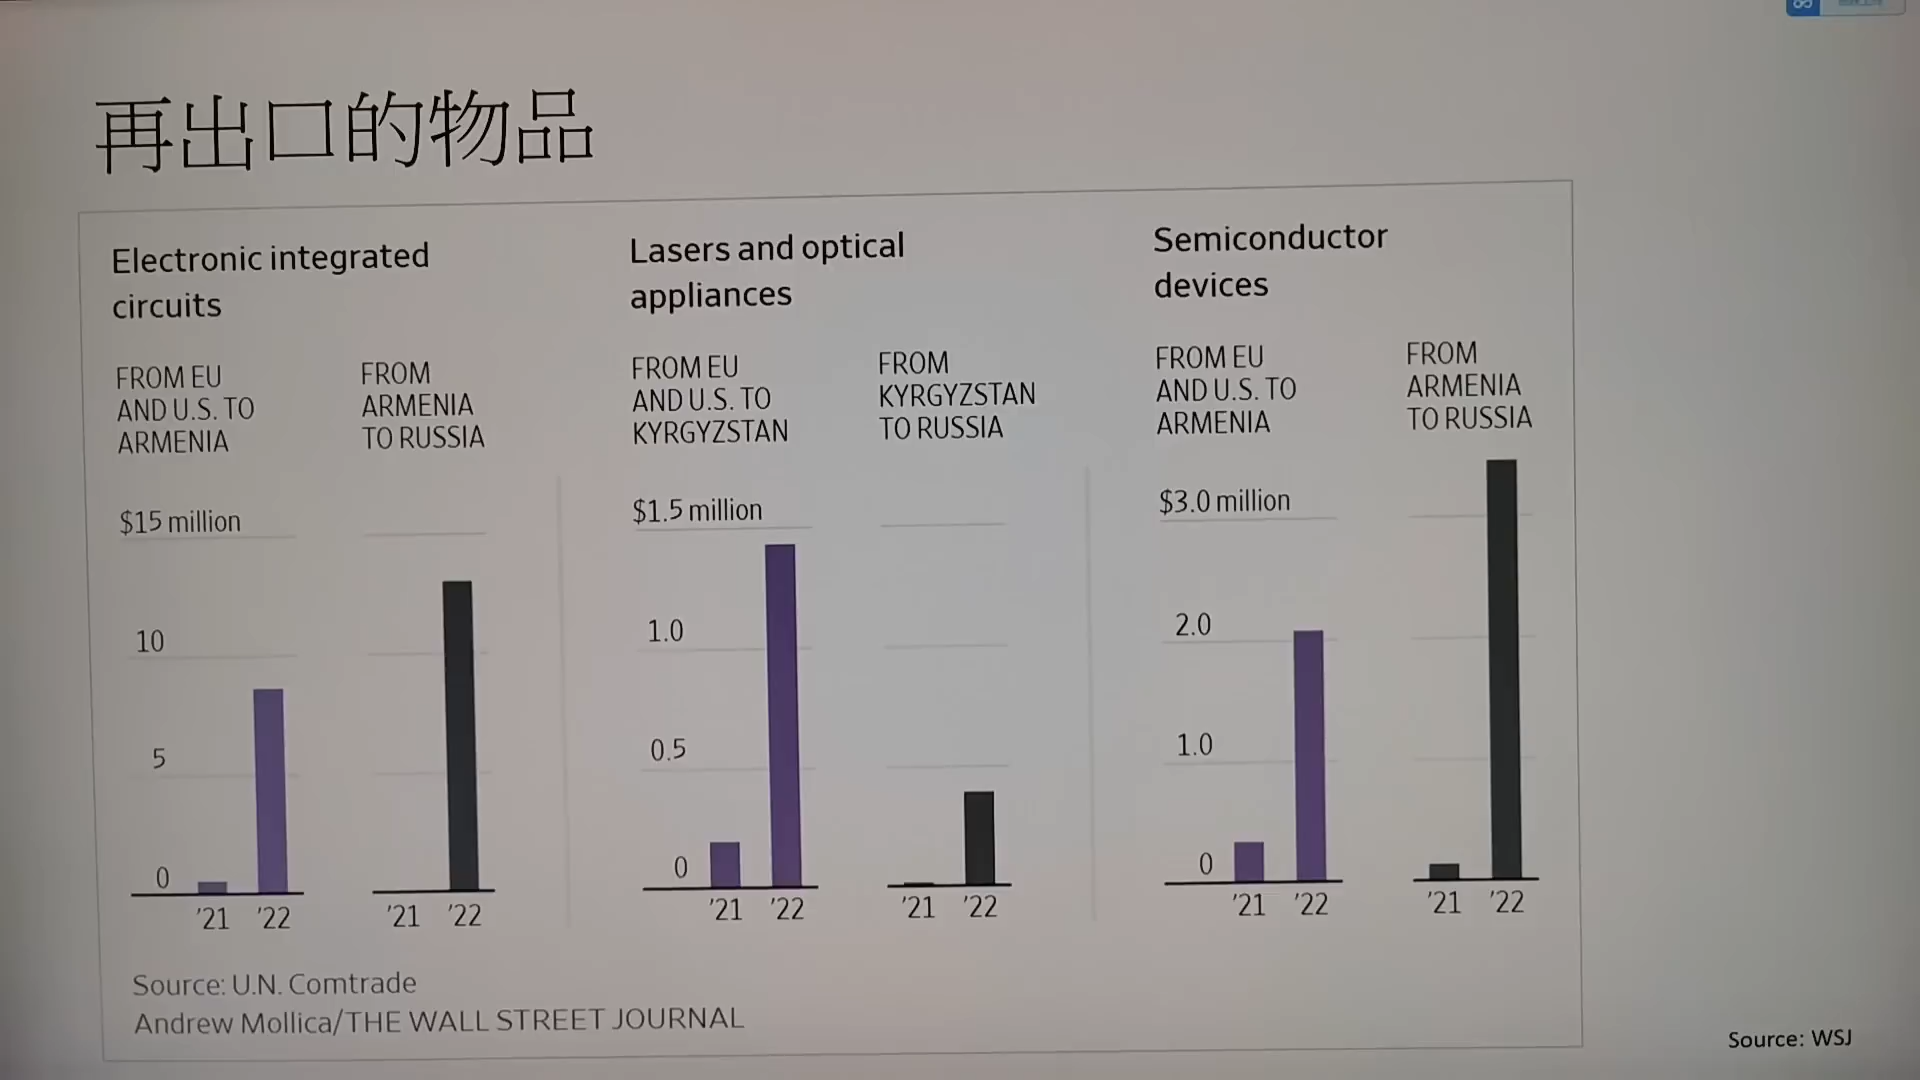 再出口的物品
Electronic integrated
circuits
FROM EU
AND U.S. TO
ARMENIA
FROM
ARMENIA
TO RUSSIA
$15 million
10
5
0
'21 '22
'21 '22
Lasers and optical
appliances
FROM EU
AND U.S. TO
KYRGYZSTAN
FROM
KYRGYZSTAN
TO RUSSIA
$1.5 million
1.0
0.5
0
'21 '22
'21 '22
Semiconductor
devices
FROM EU
AND U.S. TO
ARMENIA
FROM
ARMENIA
TO RUSSIA
$3.0 million
2.0
1.0
0
'21 '22
'21 '22
Source: U.N. Comtrade
Andrew Mollica/THE WALL STREET JOURNAL
Source: WSJ